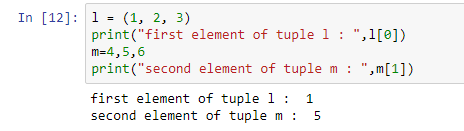 In [12]: l = (1, 2, 3)
print("first element of tuple l : ",l[0])
m=4,5,6
print("second element of tuple m : ",m[1])
first element of tuple l :  1
second element of tuple m :  5